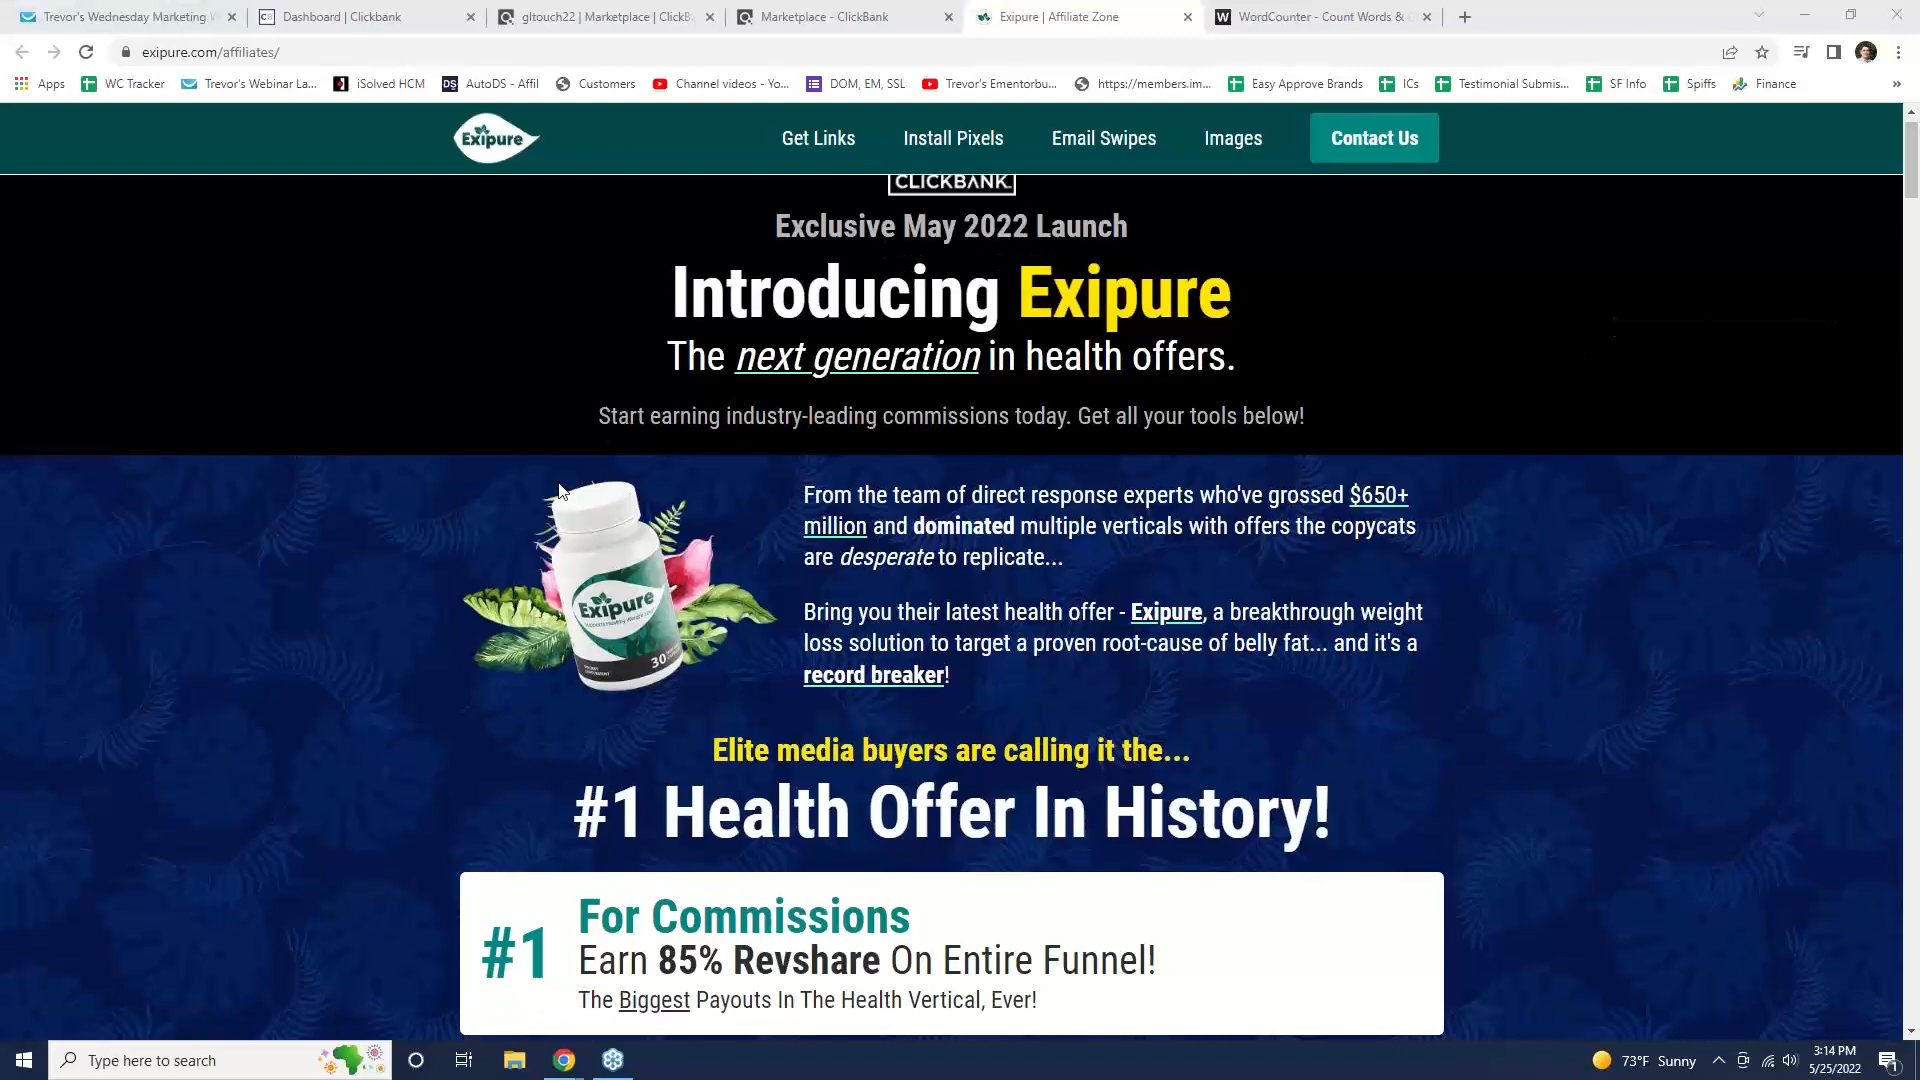 Trevor's Wednesday Marketing W
Dashboard | Clickbank
gltouch22 | Marketplace | ClickB
Marketplace - ClickBank
Exipure | Affiliate Zone
WordCounter - Count Words & C
exipure.com/affiliates/
Apps
WC Tracker
Trevor's Webinar La...
iSolved HCM
AutoDS - Affil
Customers
Channel videos - Yo...
DOM, EM, SSL
Trevor's Ementorbu...
https://members.im...
Easy Approve Brands
ICs
Testimonial Submis...
SF Info
Spiffs
Finance
Exipure
Get Links
Install Pixels
Email Swipes
Images
Contact Us
CLICKBANK
Exclusive May 2022 Launch
Introducing Exipure
The next generation in health offers.
Start earning industry-leading commissions today. Get all your tools below!
From the team of direct response experts who've grossed $650+
million and dominated multiple verticals with offers the copycats
are desperate to replicate...
Bring you their latest health offer - Exipure, a breakthrough weight
loss solution to target a proven root-cause of belly fat... and it's a
record breaker!
Exipure
30
Elite media buyers are calling it the...
#1 Health Offer In History!
#1
For Commissions
Earn 85% Revshare On Entire Funnel!
The Biggest Payouts In The Health Vertical, Ever!
Type here to search
73°F Sunny
3:14 PM
5/25/2022